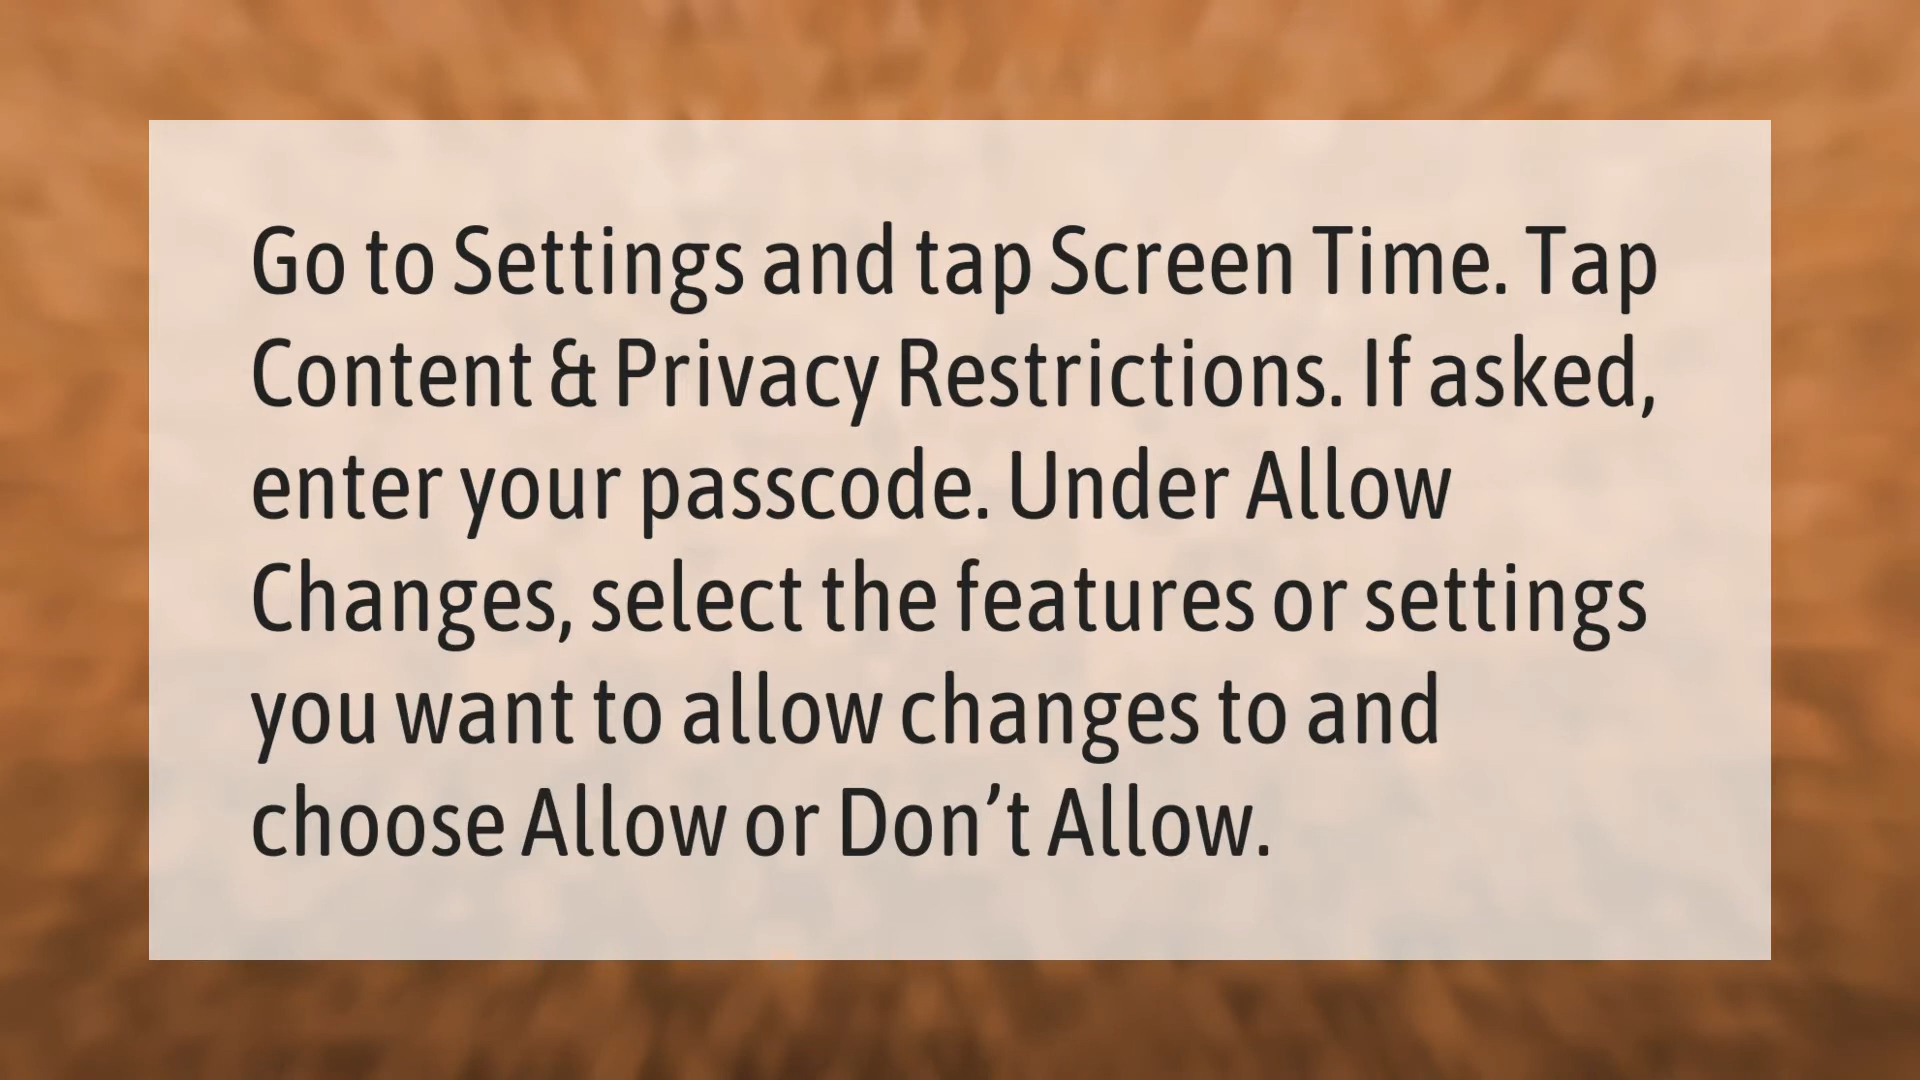 Go to Settings and tap Screen Time. Tap
Content & Privacy Restrictions. If asked,
enter your passcode. Under Allow
Changes, select the features or settings
you want to allow changes to and
choose Allow or Don’t Allow.